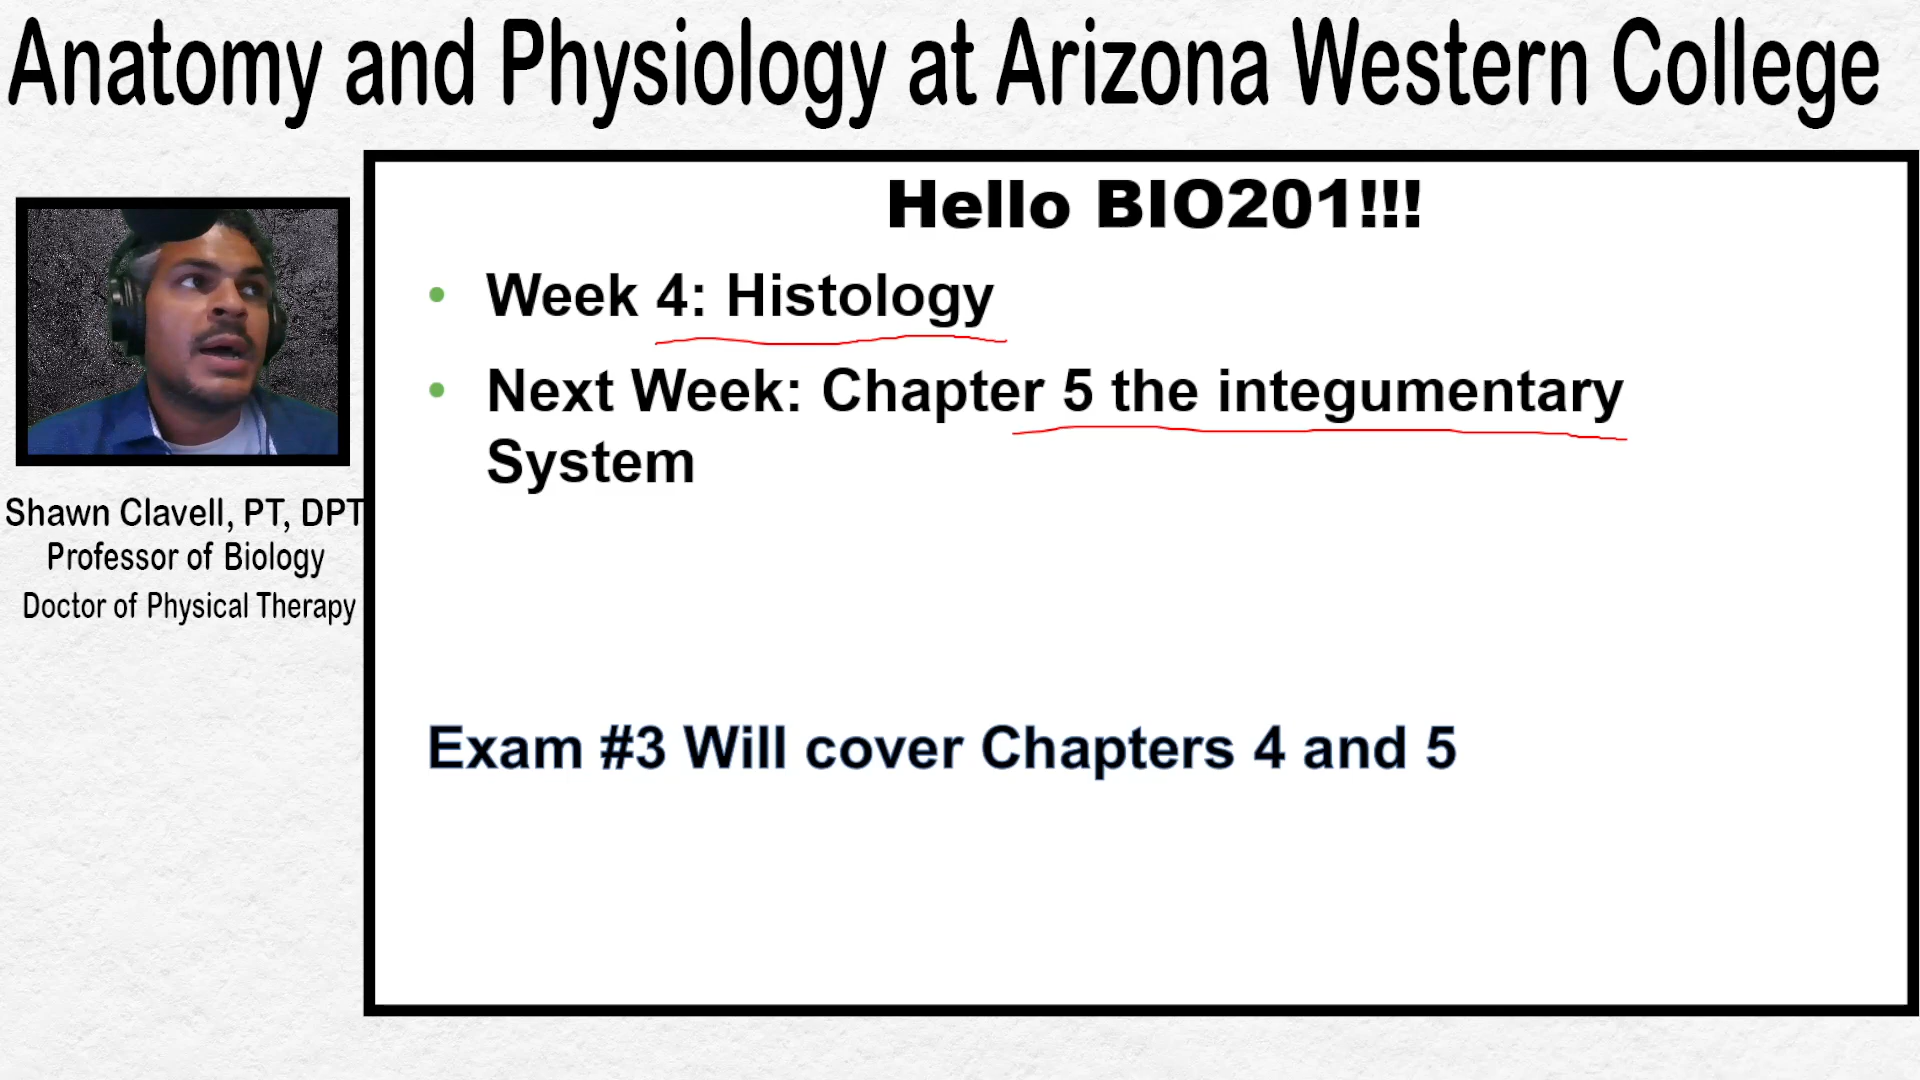 Anatomy and Physiology at Arizona Western College
Hello BIO201!!!
• Week 4: Histology
• Next Week: Chapter 5 the integumentary
System
Exam #3 Will cover Chapters 4 and 5
Shawn Clavell, PT, DPT
Professor of Biology
Doctor of Physical Therapy